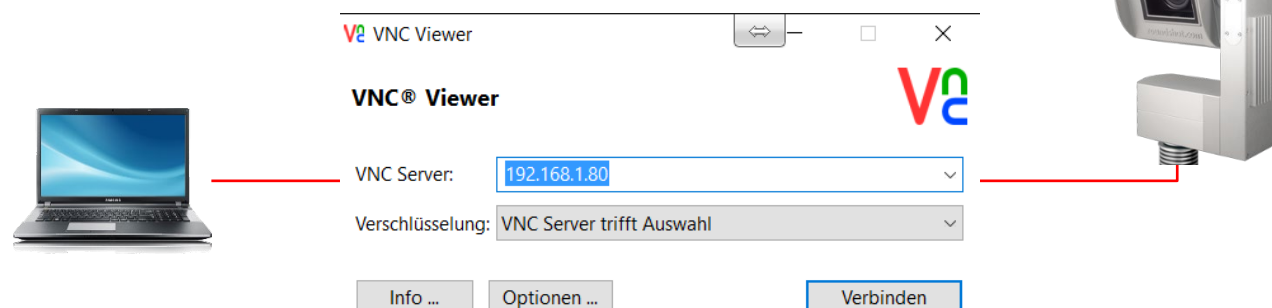 VNC Viewer
VNC® Viewer
VNC Server: 192.168.1.80
Verschlüsselung: VNC Server trifft Auswahl
Info ... Optionen ... Verbinden